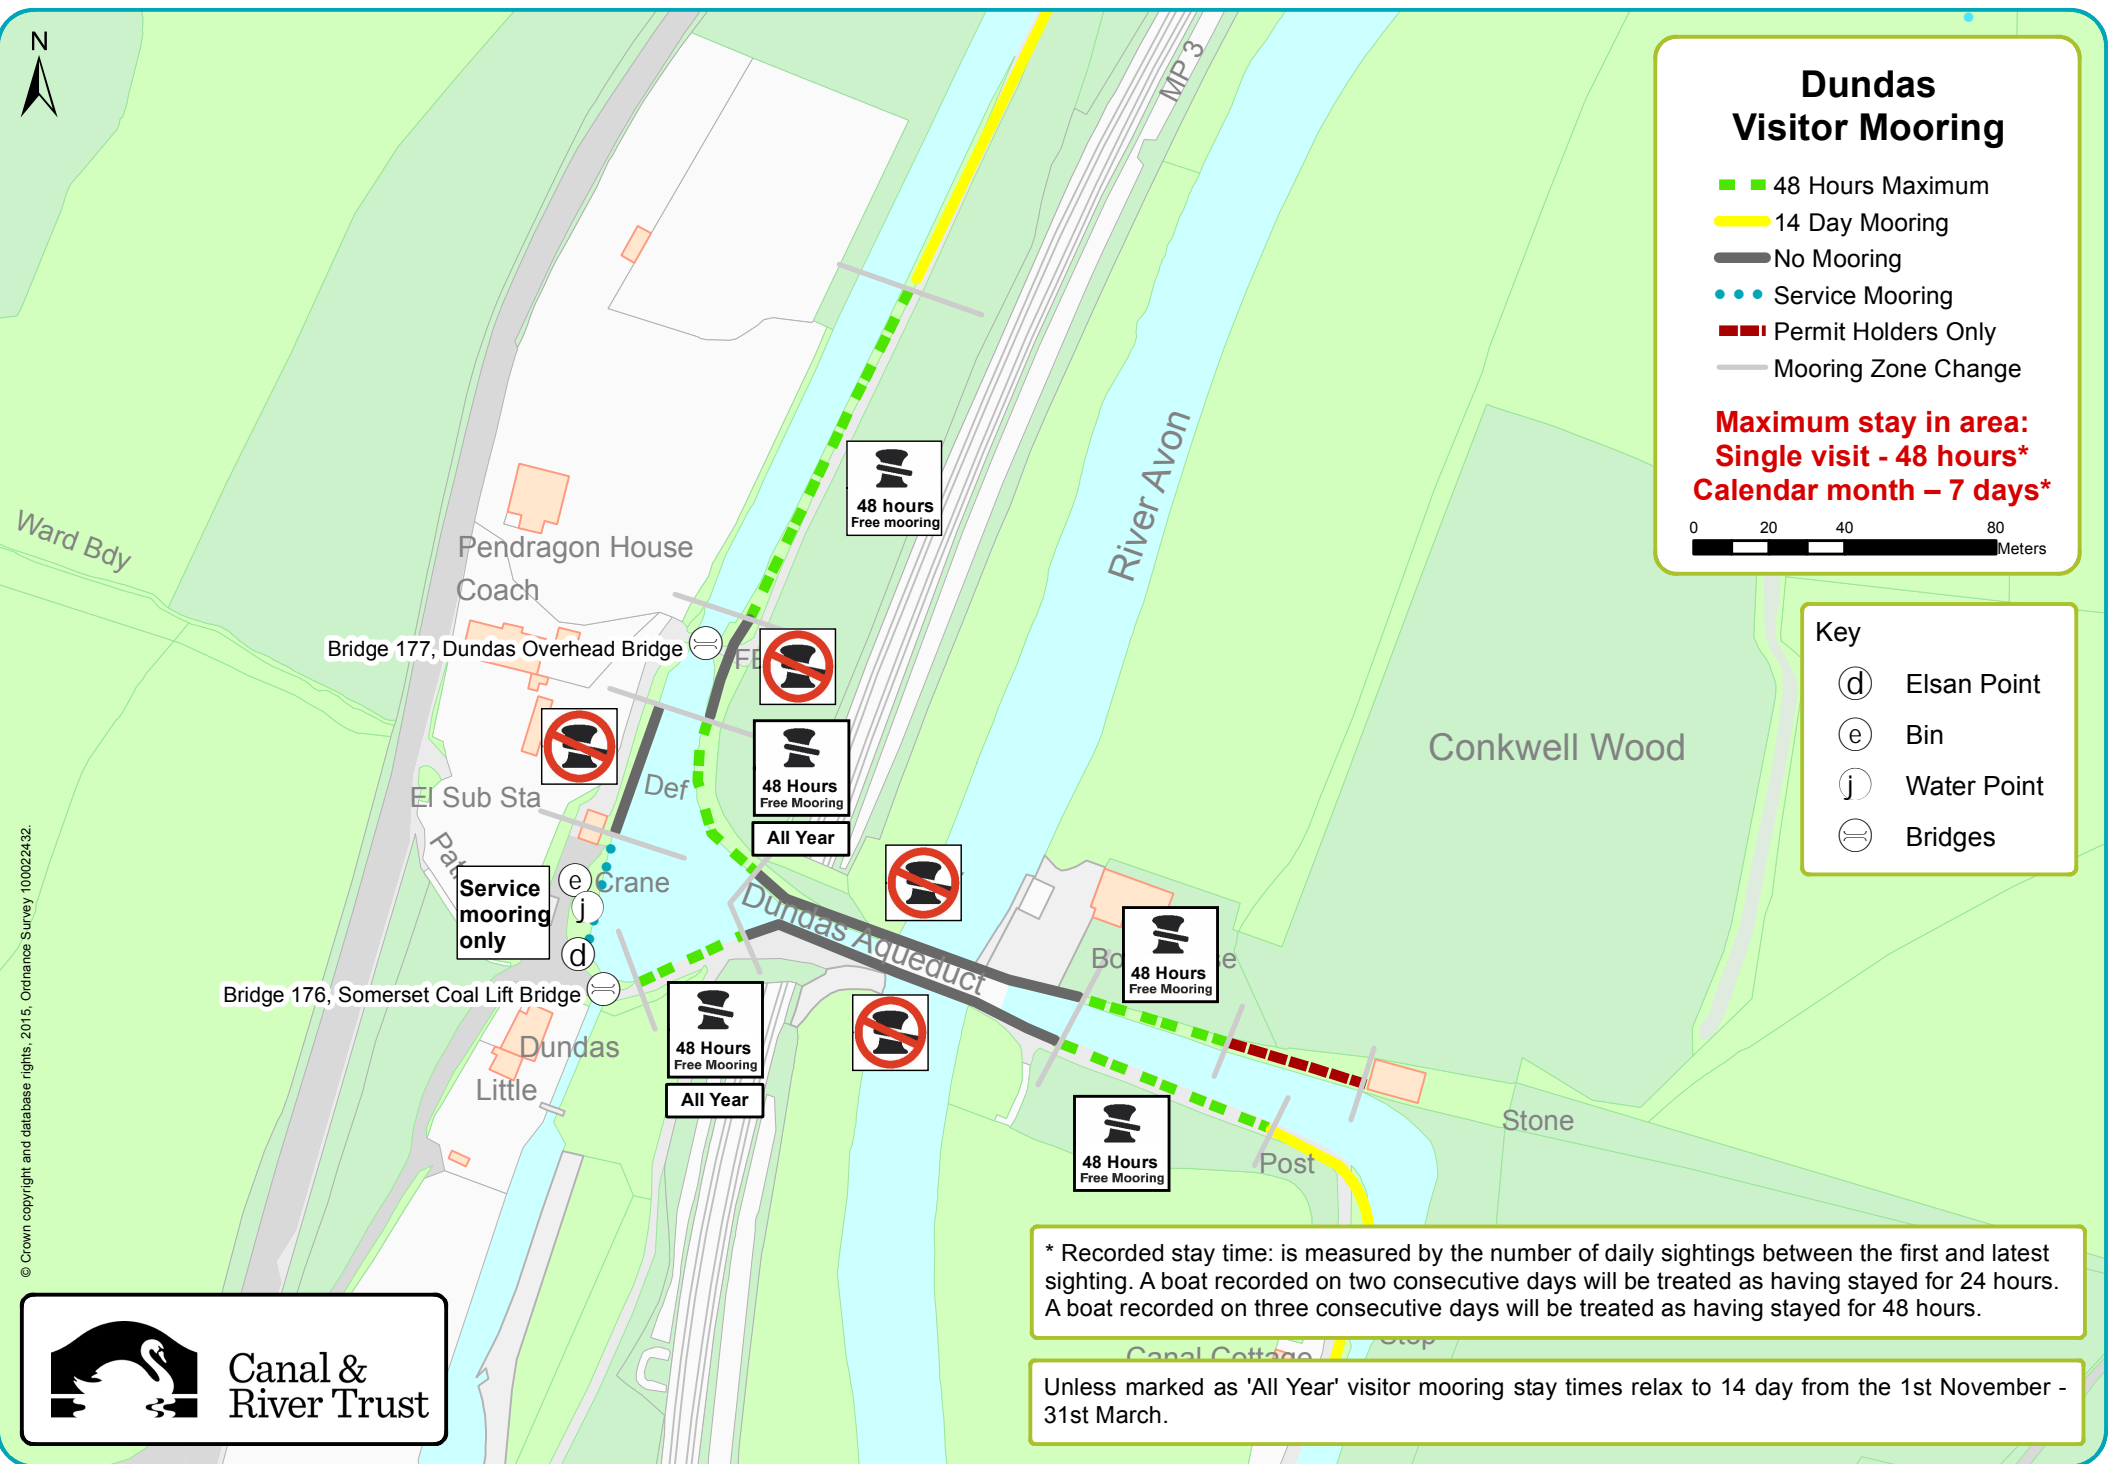 N
MP 3
Dundas
Visitor Mooring
48 Hours Maximum
14 Day Mooring
No Mooring
Service Mooring
Permit Holders Only
Mooring Zone Change
Maximum stay in area:
Single visit - 48 hours*
Calendar month – 7 days*
0 20 40 80
Meters
Key
d Elsan Point
e Bin
j Water Point
Bridges
River Avon
48 hours
Free mooring
Ward Bdy
Pendragon House
Coach
Bridge 177, Dundas Overhead Bridge
48 Hours
Free Mooring
All Year
Conkwell Wood
Def
El Sub Sta
Crane
Service
mooring
only
e
j
d
Dundas Aqueduct
48 Hours
Free Mooring
Bridge 176, Somerset Coal Lift Bridge
48 Hours
Free Mooring
All Year
Dundas
Little
48 Hours
Free Mooring
Stone
Post
* Recorded stay time: is measured by the number of daily sightings between the first and latest
sighting. A boat recorded on two consecutive days will be treated as having stayed for 24 hours.
A boat recorded on three consecutive days will be treated as having stayed for 48 hours.
Canal Cottage
Unless marked as 'All Year' visitor mooring stay times relax to 14 day from the 1st November -
31st March.
© Crown copyright and database rights, 2015, Ordnance Survey 100022432.
Canal &
River Trust